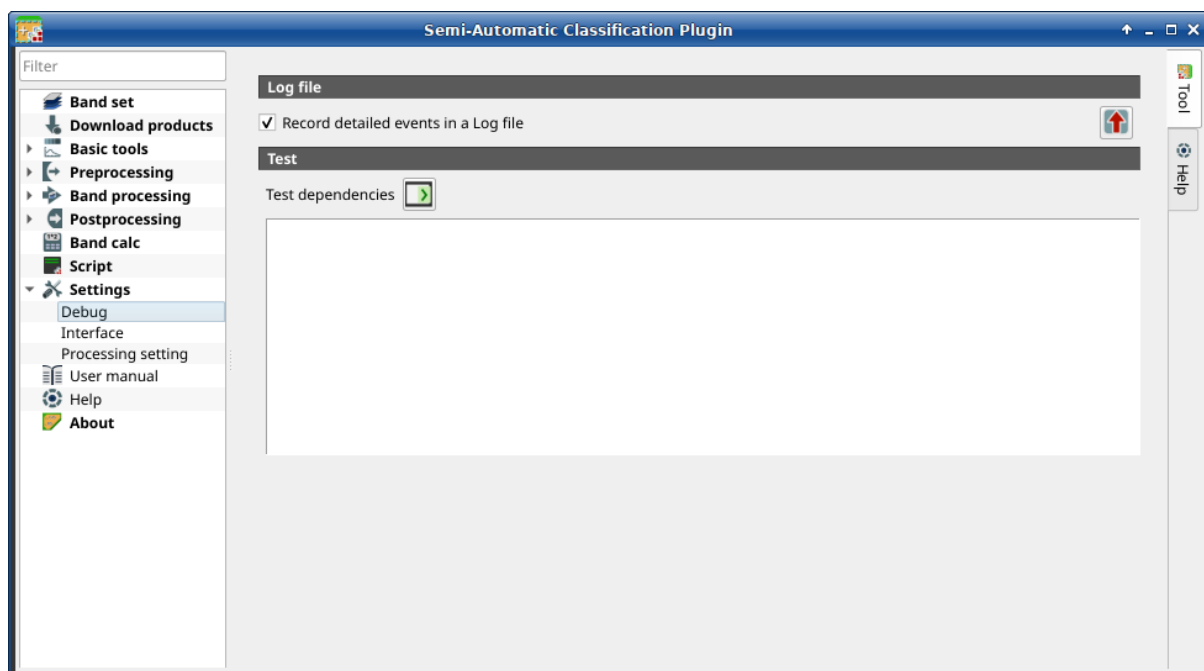 Semi-Automatic Classification Plugin
Filter
Band set
Download products
Basic tools
Preprocessing
Band processing
Postprocessing
Band calc
Script
Settings
Debug
Interface
Processing setting
User manual
Help
About
Log file
Record detailed events in a Log file
Test
Test dependencies
Tool
Help